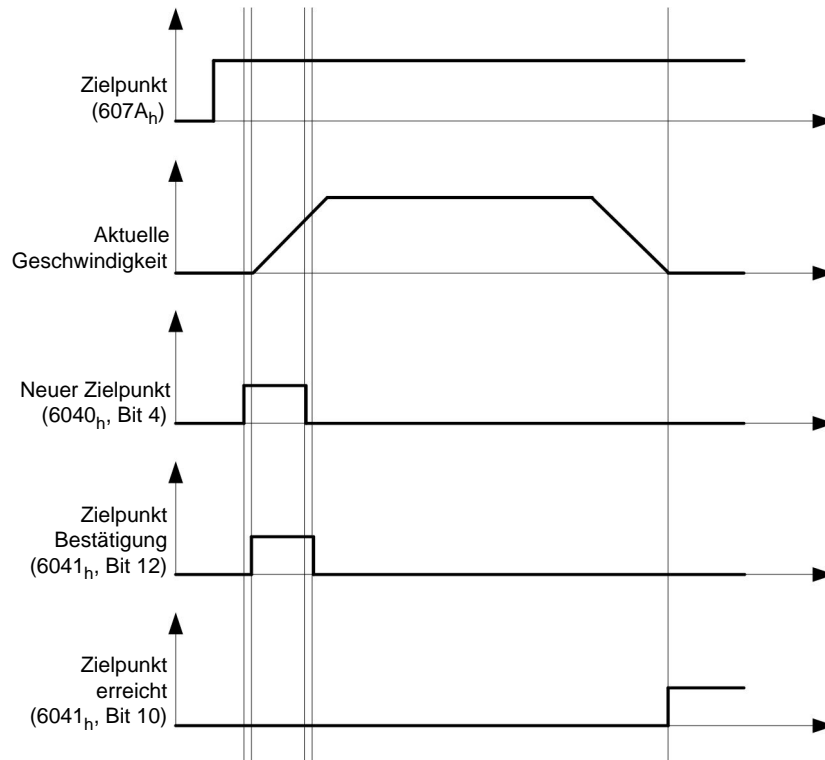 Zielpunkt
(607Aₕ)
Aktuelle
Geschwindigkeit
Neuer Zielpunkt
(6040ₕ, Bit 4)
Zielpunkt
Bestätigung
(6041ₕ, Bit 12)
Zielpunkt
erreicht
(6041ₕ, Bit 10)